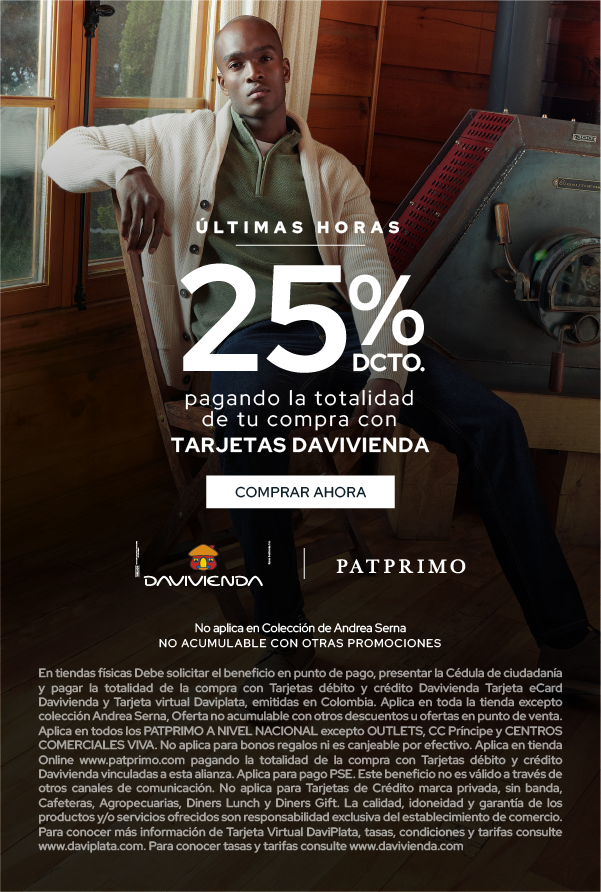 ÚLTIMAS HORAS
25%
DCTO.
pagando la totalidad
de tu compra con
TARJETAS DAVIVIENDA
COMPRAR AHORA
DAVIVIENDA
PATPRIMO
No aplica en Colección de Andrea Serna
NO ACUMULABLE CON OTRAS PROMOCIONES
En tiendas físicas Debe solicitar el beneficio en punto de pago, presentar la Cédula de ciudadanía
y pagar la totalidad de la compra con Tarjetas débito y crédito Davivienda Tarjeta eCard
Davivienda y Tarjeta virtual Daviplata, emitidas en Colombia. Aplica en toda la tienda excepto
colección Andrea Serna, Oferta no acumulable con otros descuentos u ofertas en punto de venta.
Aplica en todos los PATPRIMO A NIVEL NACIONAL excepto OUTLETS, CC Príncipe y CENTROS
COMERCIALES VIVA. No aplica para bonos regalos ni es canjeable por efectivo. Aplica en tienda
Online www.patprimo.com pagando la totalidad de la compra con Tarjetas débito y crédito
Davivienda vinculadas a esta alianza. Aplica para pago PSE. Este beneficio no es válido a través de
otros canales de comunicación. No aplica para Tarjetas de Crédito marca privada, sin banda,
Cafeteras, Agropecuarias, Diners Lunch y Diners Gift. La calidad, idoneidad y garantía de los
productos y/o servicios ofrecidos son responsabilidad exclusiva del establecimiento de comercio.
Para conocer más información de Tarjeta Virtual DaviPlata, tasas, condiciones y tarifas consulte
www.daviplata.com. Para conocer tasas y tarifas consulte www.davivienda.com